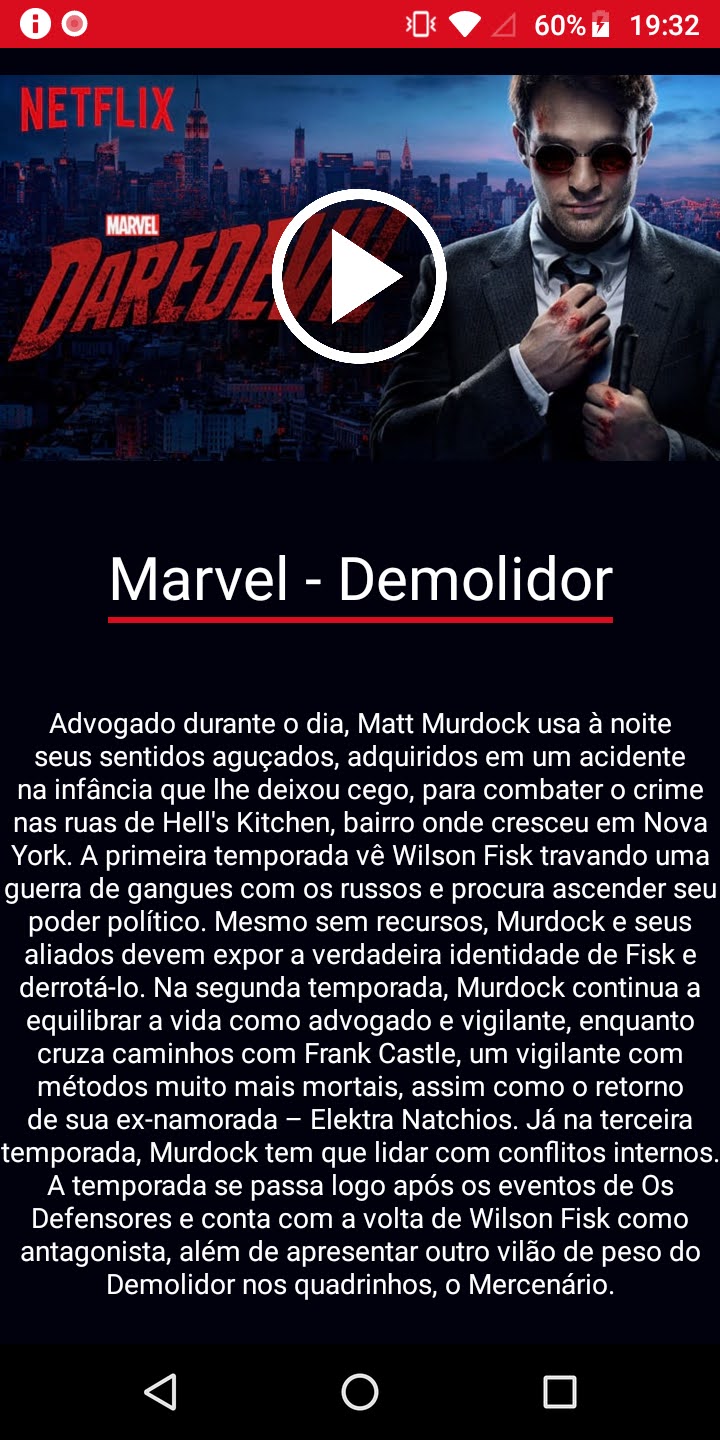 60% 19:32
NETFLIX
MARVEL
DAREDEVIL
Marvel - Demolidor
Advogado durante o dia, Matt Murdock usa à noite
seus sentidos aguçados, adquiridos em um acidente
na infância que lhe deixou cego, para combater o crime
nas ruas de Hell's Kitchen, bairro onde cresceu em Nova
York. A primeira temporada vê Wilson Fisk travando uma
guerra de gangues com os russos e procura ascender seu
poder político. Mesmo sem recursos, Murdock e seus
aliados devem expor a verdadeira identidade de Fisk e
derrotá-lo. Na segunda temporada, Murdock continua a
equilibrar a vida como advogado e vigilante, enquanto
cruza caminhos com Frank Castle, um vigilante com
métodos muito mais mortais, assim como o retorno
de sua ex-namorada – Elektra Natchios. Já na terceira
temporada, Murdock tem que lidar com conflitos internos.
A temporada se passa logo após os eventos de Os
Defensores e conta com a volta de Wilson Fisk como
antagonista, além de apresentar outro vilão de peso do
Demolidor nos quadrinhos, o Mercenário.